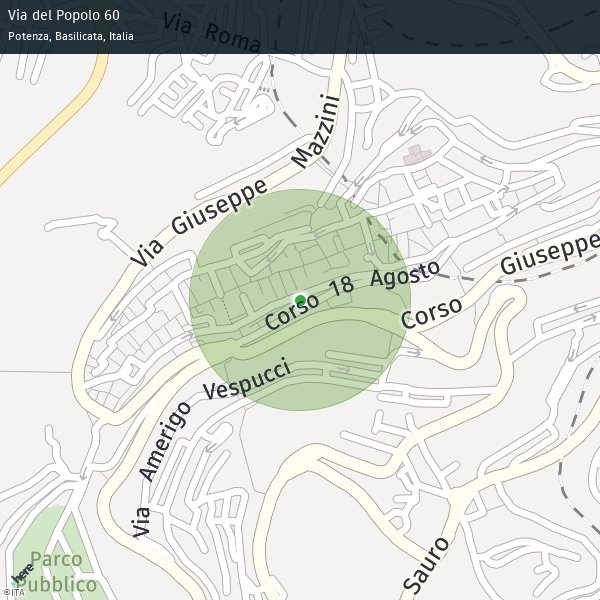 Via del Popolo 60
Potenza, Basilicata, Italia
Via Roma
Via Giuseppe Mazzini
Corso 18 Agosto
Corso Giuseppe
Via Amerigo Vespucci
Sauro
Parco
Pubblico
here
©ITA